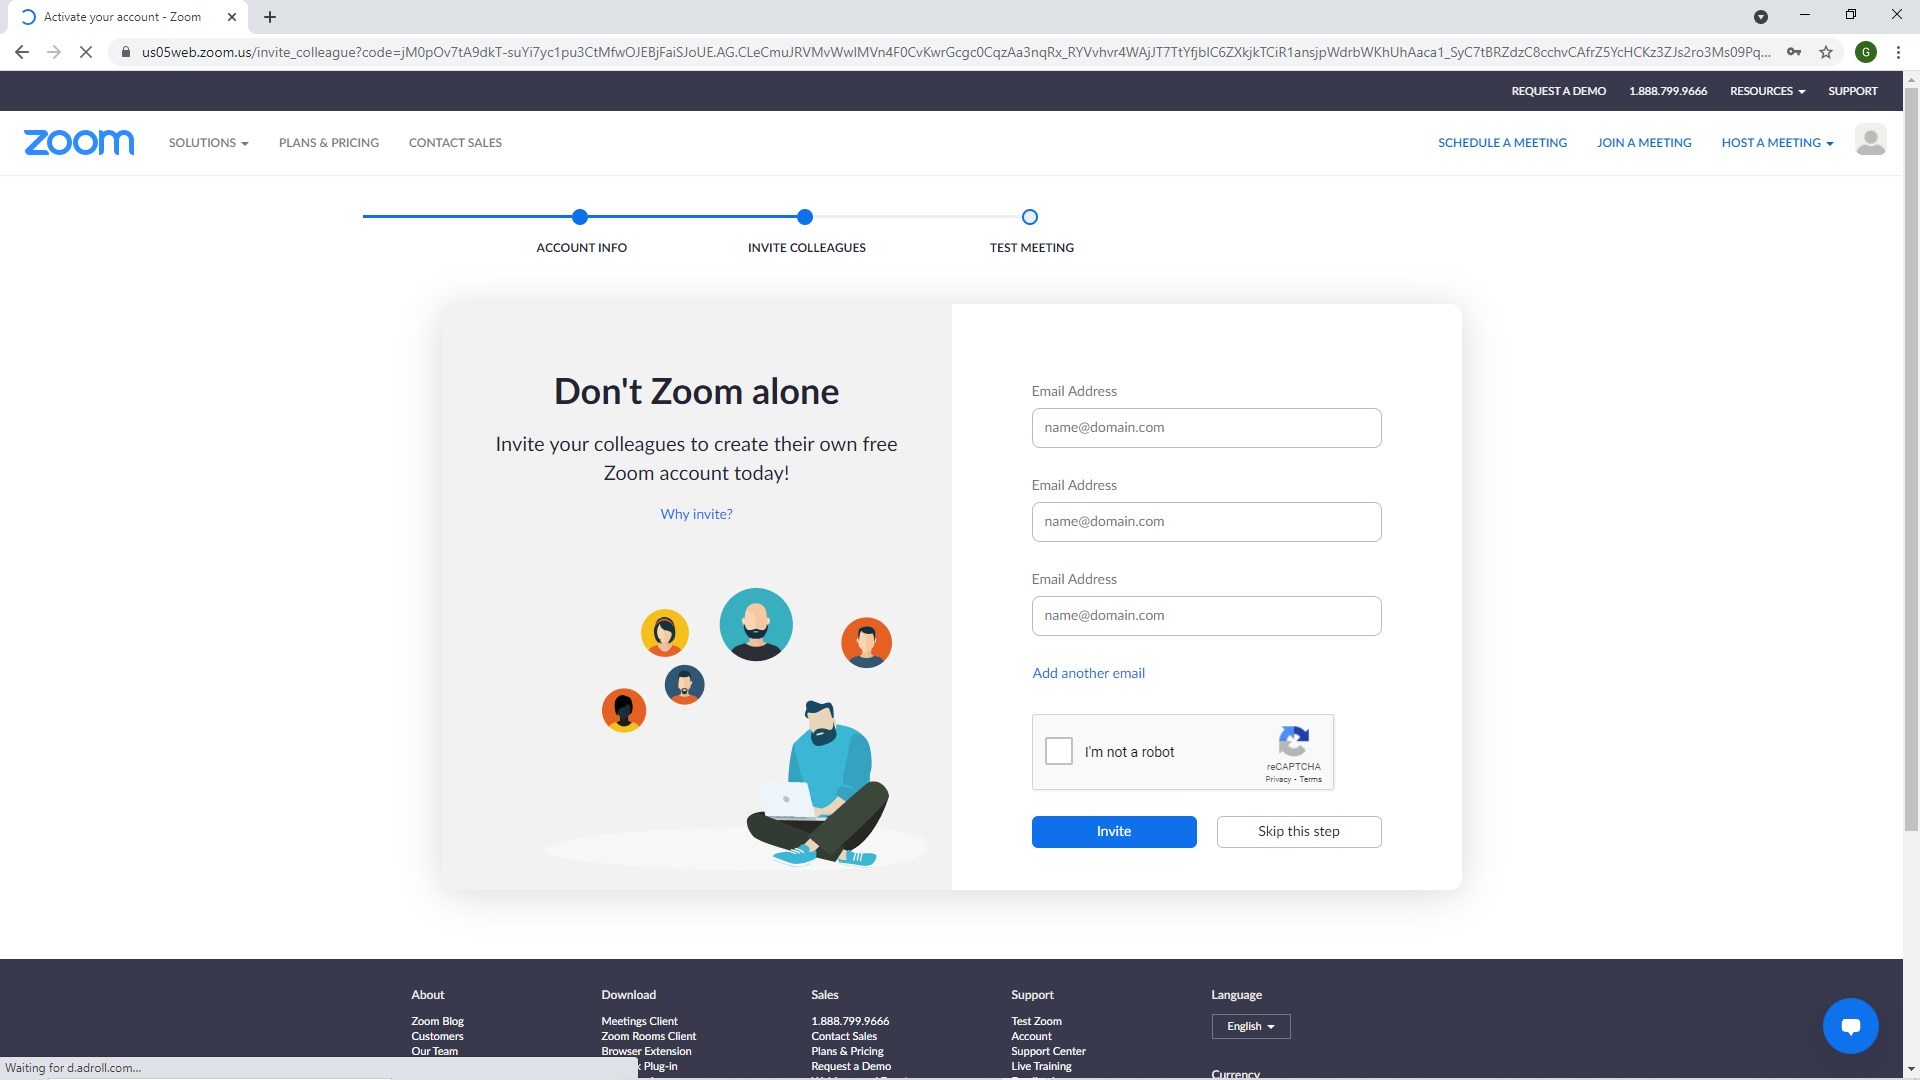 Activate your account - Zoom
us05web.zoom.us/invite_colleague?code=jM0pOv7tA9dkT-suYi7yc1pu3CtMfwOJEBjFaiSJoUE.AG.CLeCmuJRVMvWwIMVn4F0CvKwrGcgc0CqzAa3nqRx_RYVvhvr4WAjJT7TtYfjbIC6ZXkjkTCiR1ansjpWdrbWKhUhAaca1_SyC7tBRZdzC8cchvCAfrZ5YcHCKz3ZJs2ro3Ms09Pq...
G
REQUEST A DEMO 1.888.799.9666 RESOURCES SUPPORT
zoom SOLUTIONS PLANS & PRICING CONTACT SALES SCHEDULE A MEETING JOIN A MEETING HOST A MEETING
ACCOUNT INFO INVITE COLLEAGUES TEST MEETING
Don't Zoom alone
Invite your colleagues to create their own free
Zoom account today!
Why invite?
Email Address
name@domain.com
Email Address
name@domain.com
Email Address
name@domain.com
Add another email
I'm not a robot
reCAPTCHA
Privacy - Terms
Invite Skip this step
About
Zoom Blog
Customers
Our Team
Download
Meetings Client
Zoom Rooms Client
Browser Extension
Plug-in
Sales
1.888.799.9666
Contact Sales
Plans & Pricing
Request a Demo
Support
Test Zoom
Account
Support Center
Live Training
Language
English
Currency
Waiting for d.adroll.com...